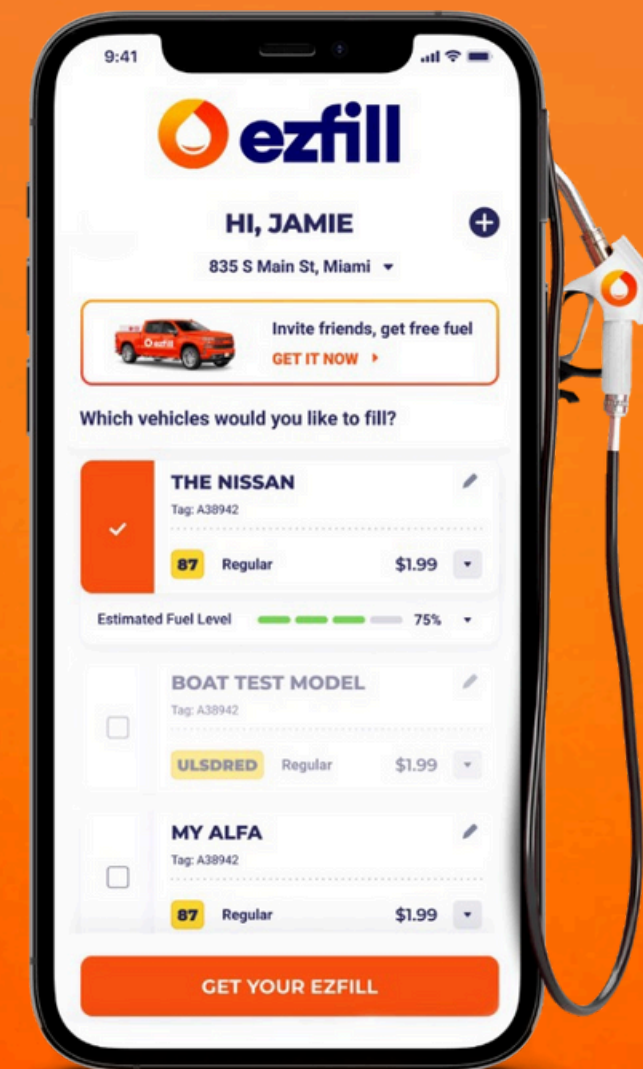 9:41
ezfill
HI, JAMIE
835 S Main St, Miami
Invite friends, get free fuel
ezfill
GET IT NOW
Which vehicles would you like to fill?
THE NISSAN
Tag: A38942
87 Regular $1.99
Estimated Fuel Level 75%
BOAT TEST MODEL
Tag: A38942
ULSDRED Regular $1.99
MY ALFA
Tag: A38942
87 Regular $1.99
GET YOUR EZFILL